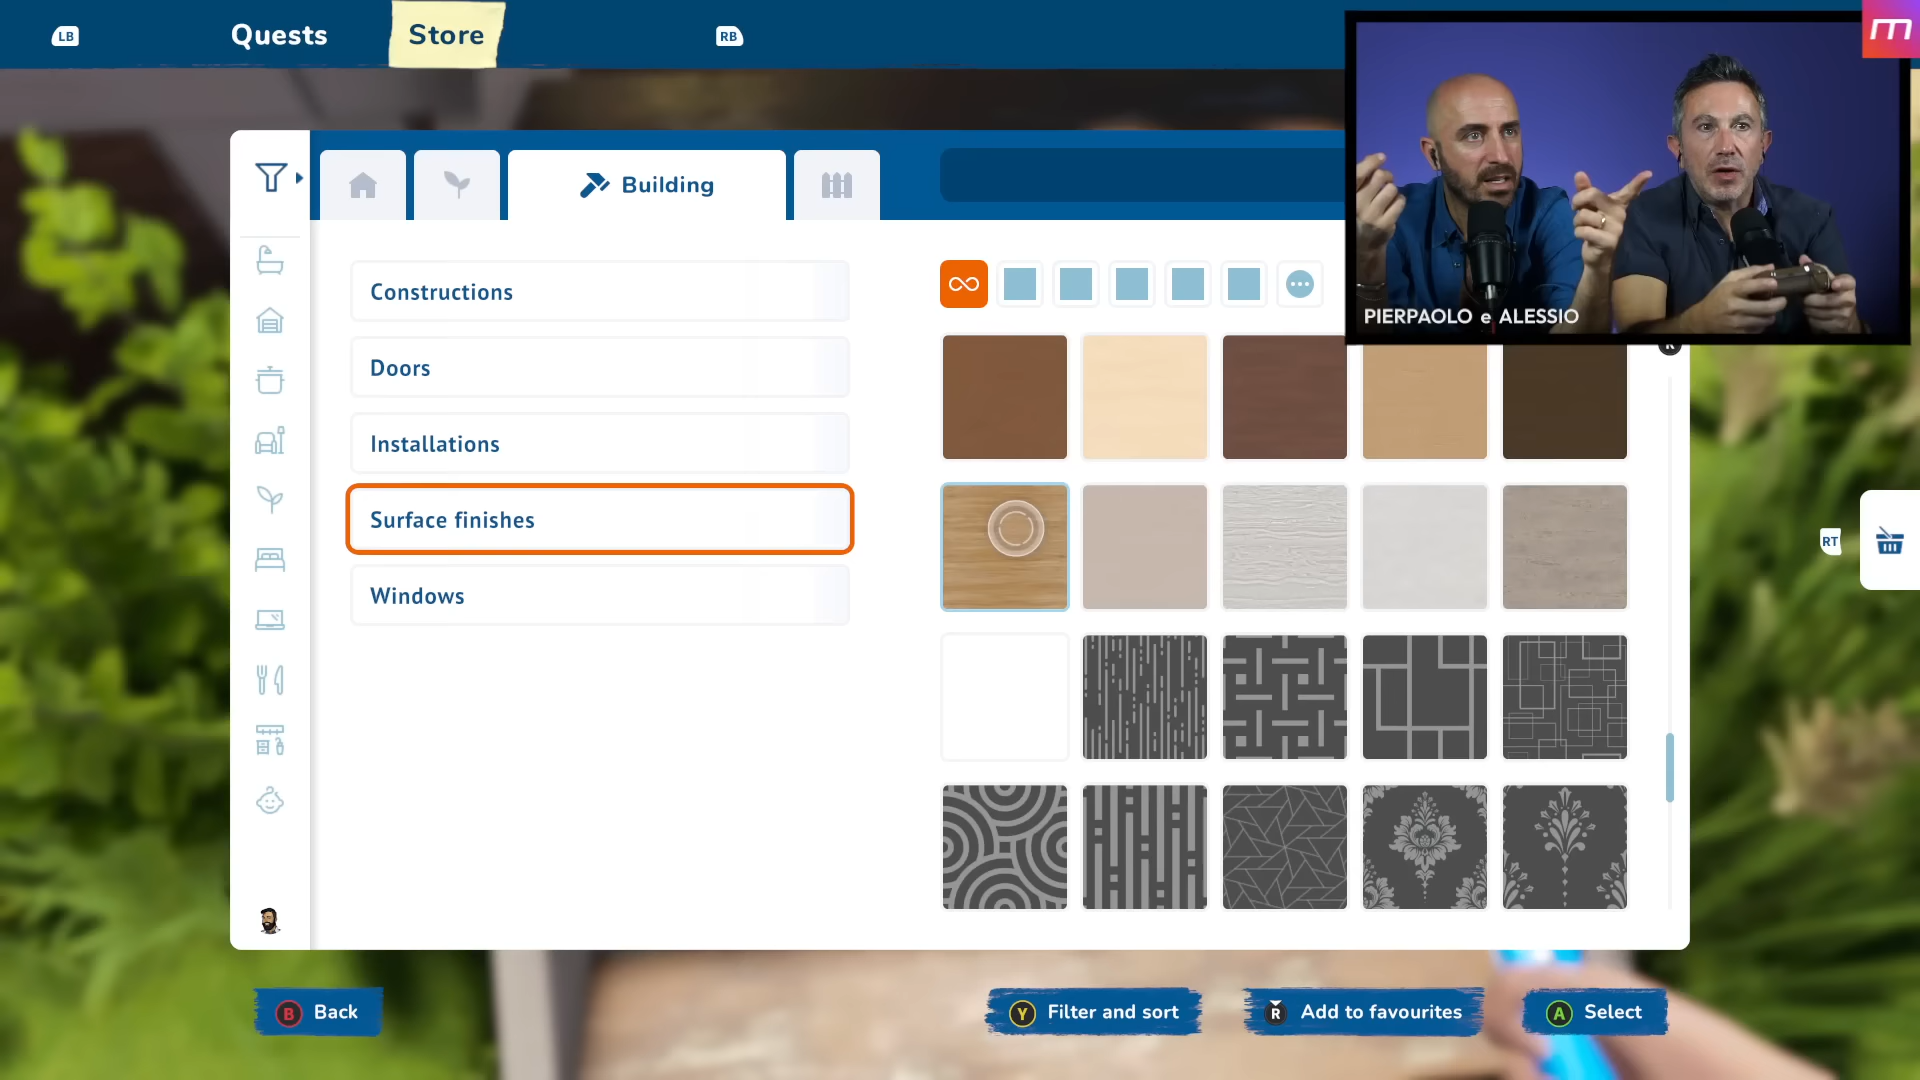 LB
Quests
Store
RB
m
Building
PIERPAOLO e ALESSIO
Constructions
Doors
Installations
Surface finishes
Windows
RT
B Back
Y Filter and sort
R Add to favourites
A Select